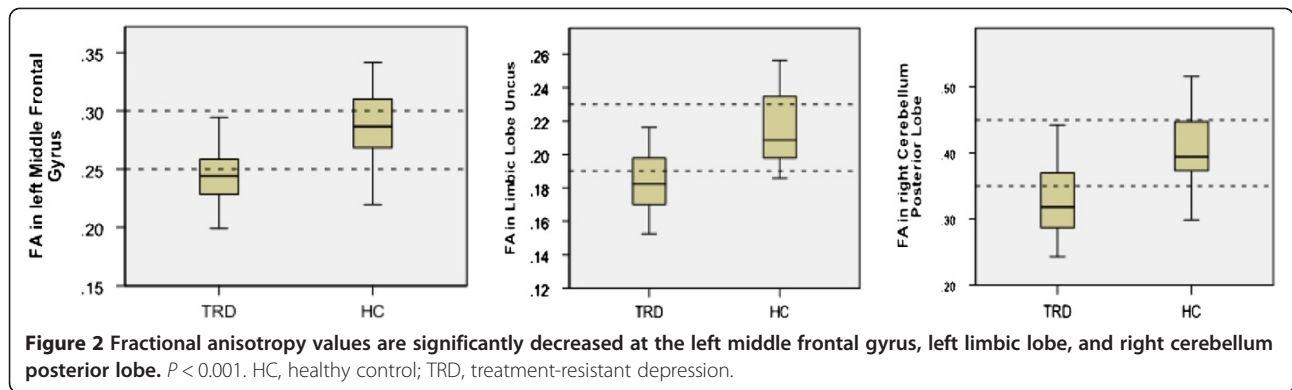 FA in left Middle Frontal
Gyrus
.35
.30
.25
.20
.15
TRD
HC
FA in Limbic Lobe Uncus
.26
.24
.22
.20
.18
.16
.14
.12
TRD
HC
FA in right Cerebellum
Posterior Lobe
.50
.40
.30
.20
TRD
HC
Figure 2 Fractional anisotropy values are significantly decreased at the left middle frontal gyrus, left limbic lobe, and right cerebellum
posterior lobe. P < 0.001. HC, healthy control; TRD, treatment-resistant depression.